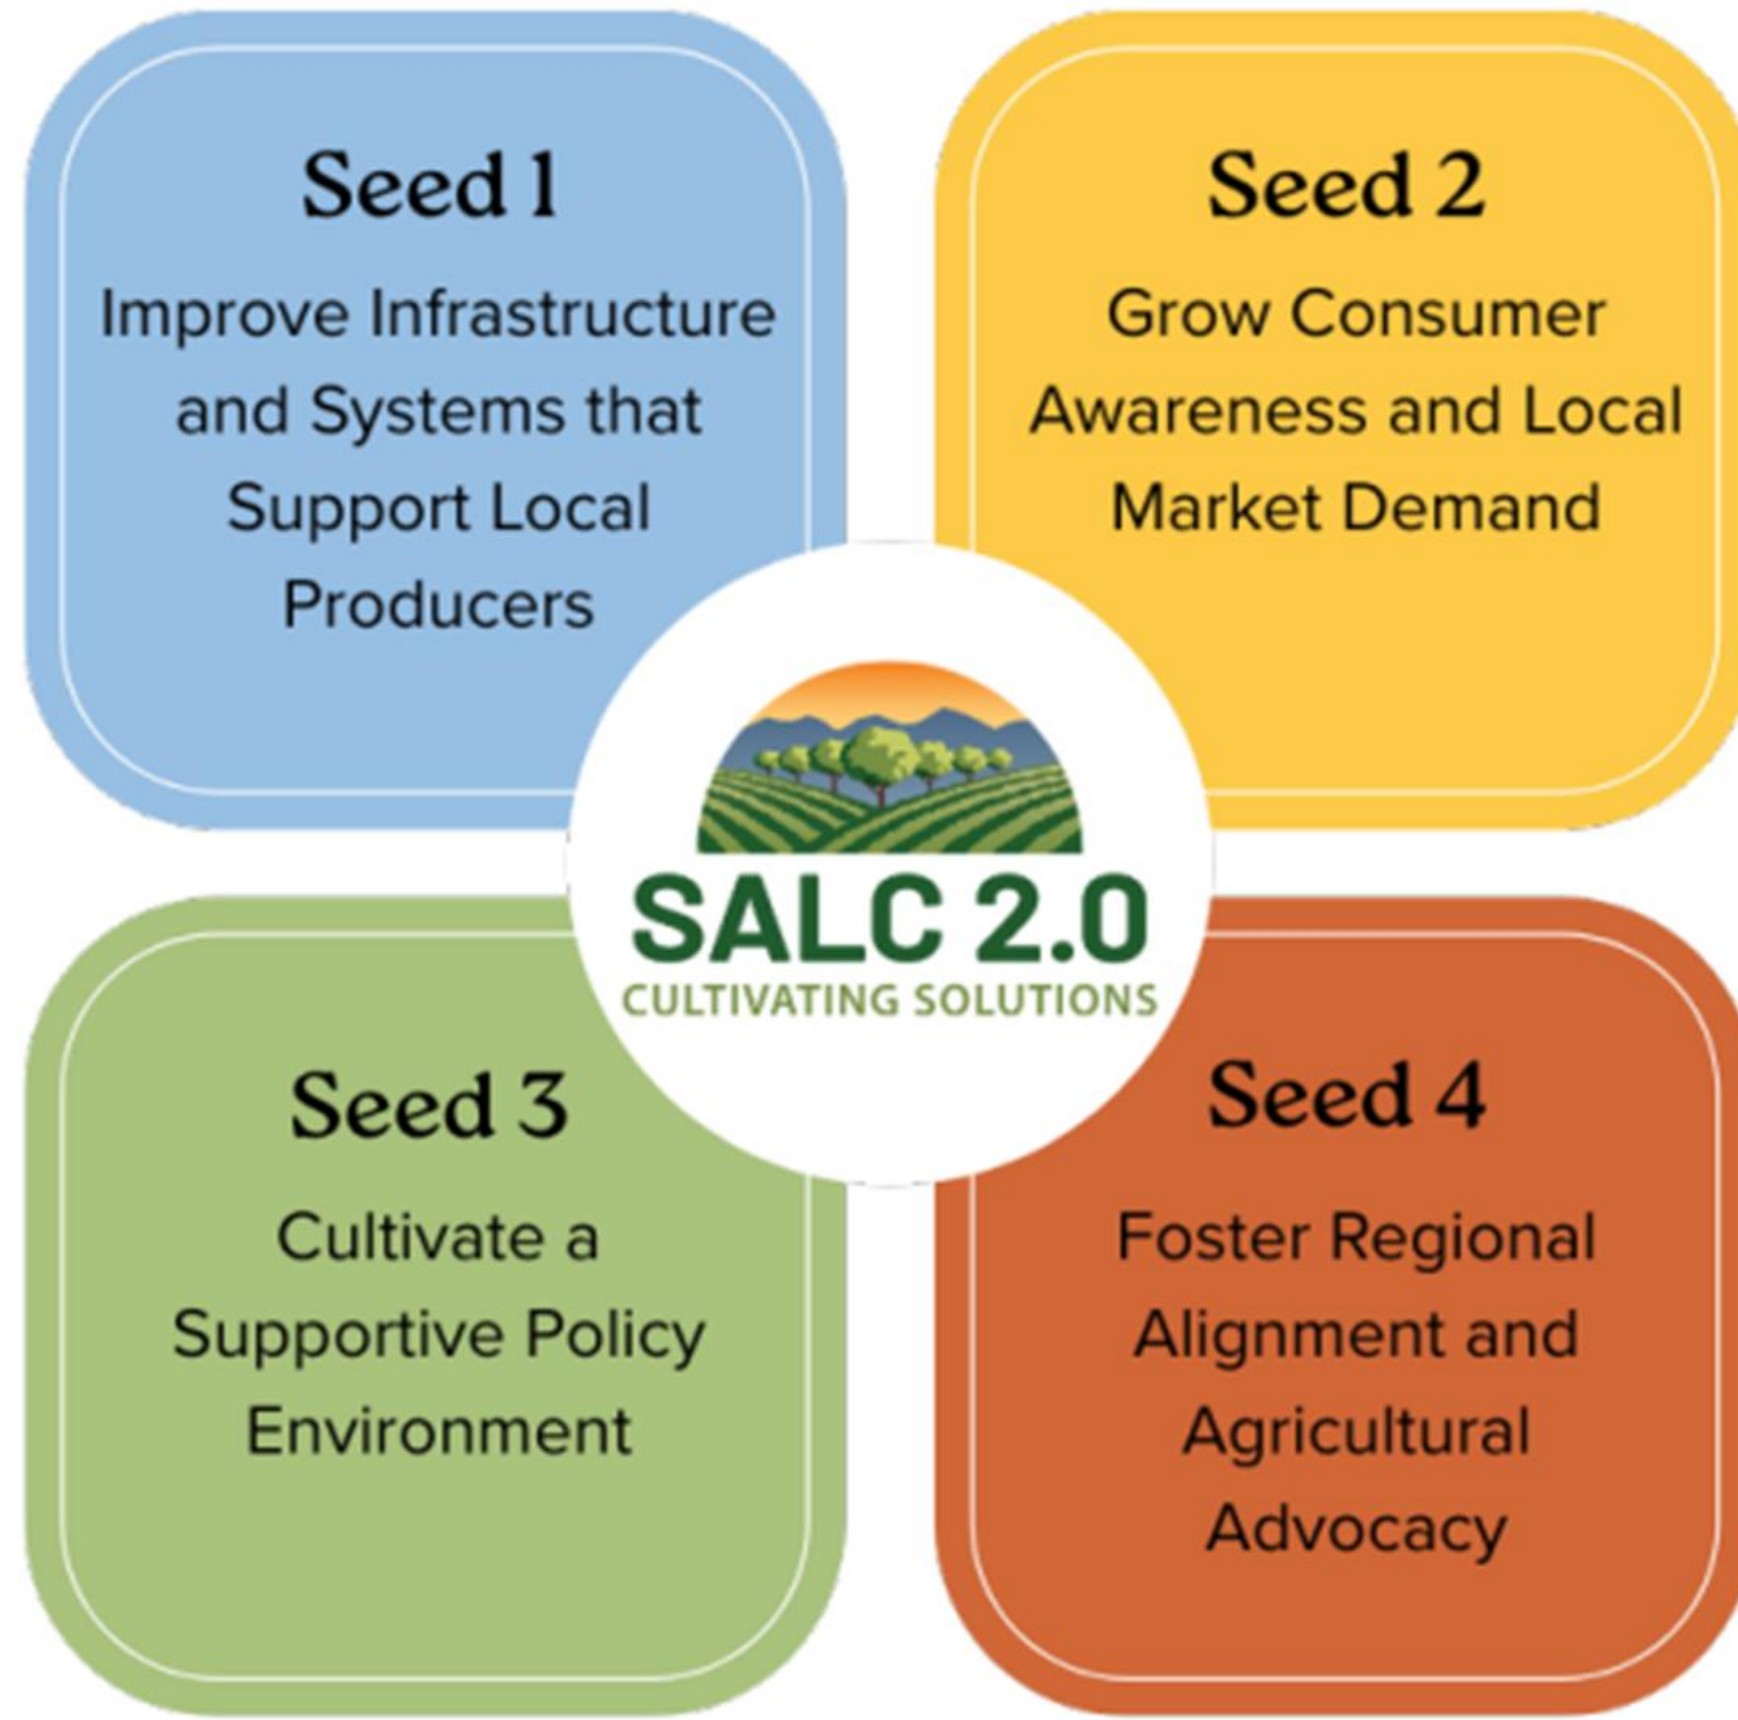 Seed 1
Improve Infrastructure
and Systems that
Support Local
Producers
Seed 2
Grow Consumer
Awareness and Local
Market Demand
SALC 2.0
CULTIVATING SOLUTIONS
Seed 3
Cultivate a
Supportive Policy
Environment
Seed 4
Foster Regional
Alignment and
Agricultural
Advocacy